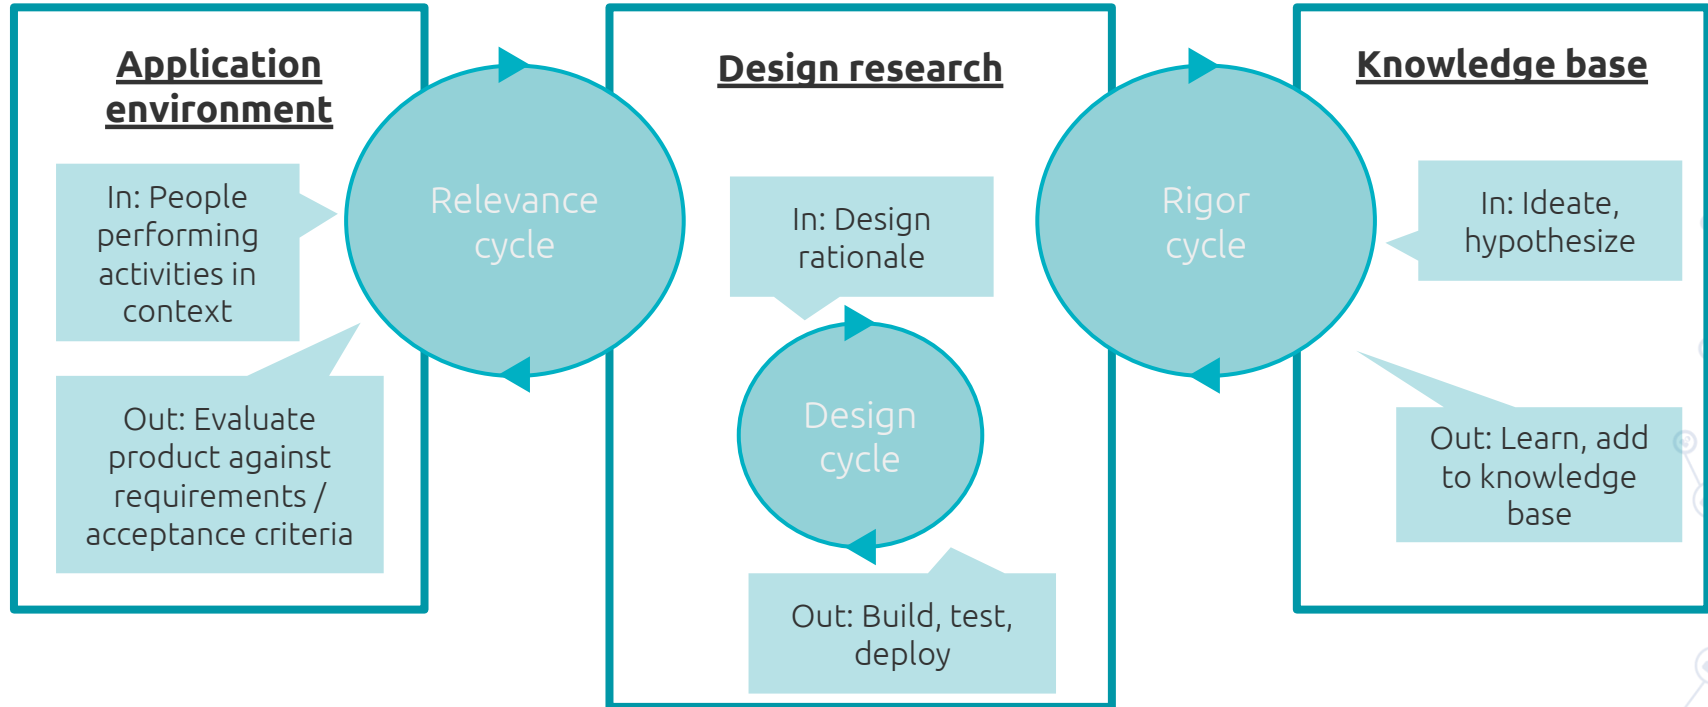 Application
environment
In: People
performing
activities in
context
Out: Evaluate
product against
requirements /
acceptance criteria
Relevance
cycle
Design research
In: Design
rationale
Design
cycle
Out: Build, test,
deploy
Rigor
cycle
Knowledge base
In: Ideate,
hypothesize
Out: Learn, add
to knowledge
base